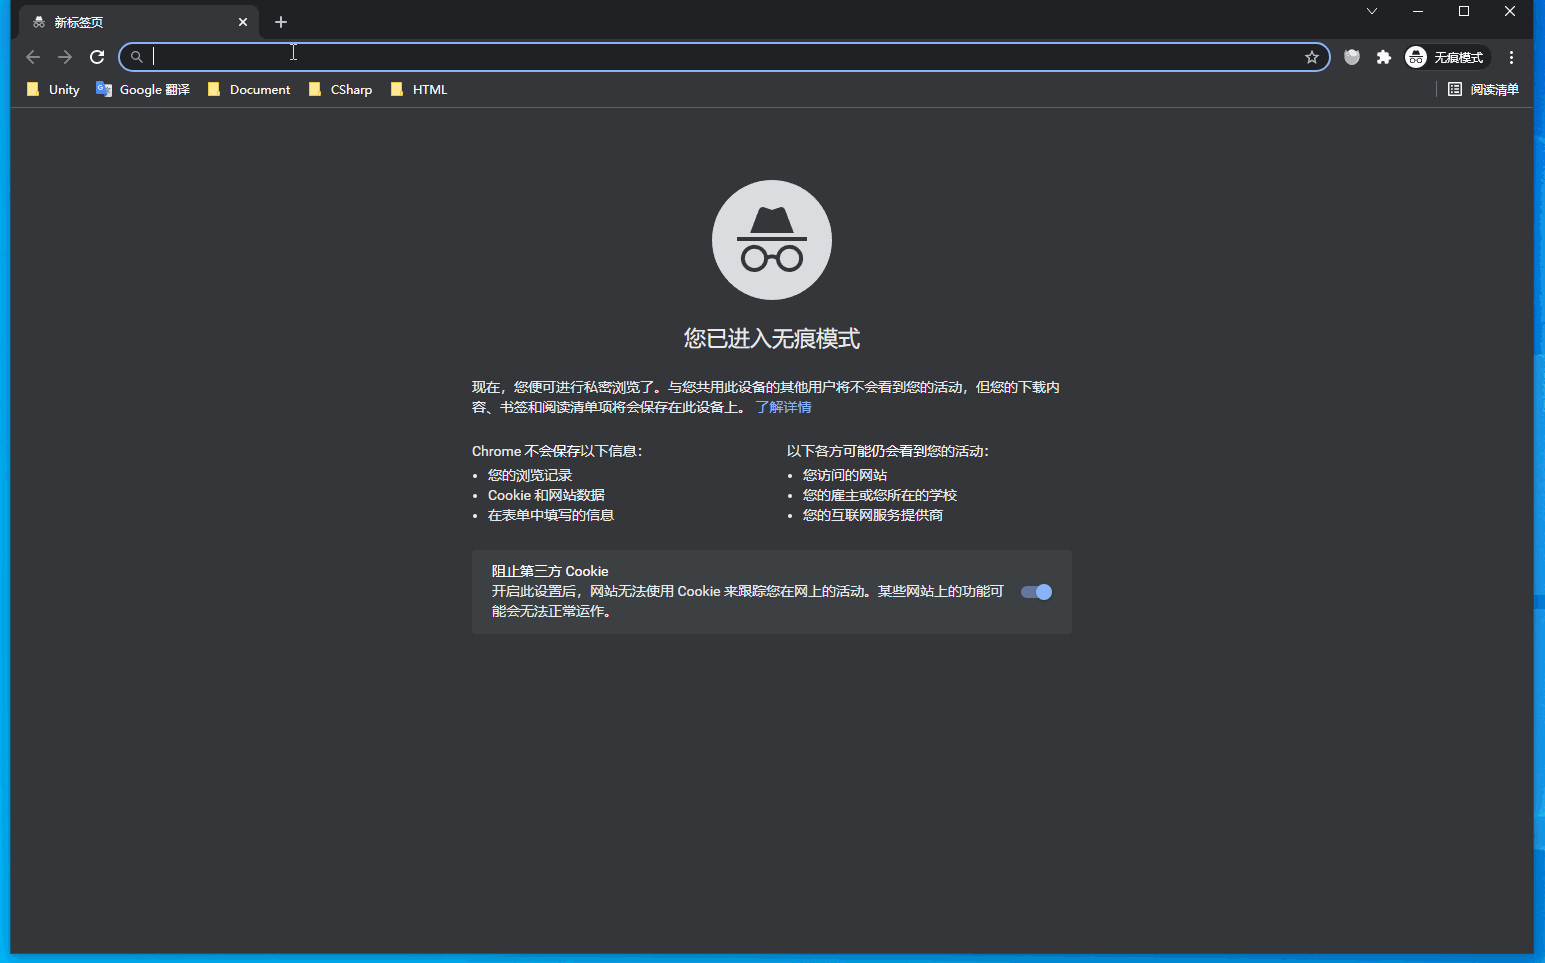 新标签页
无痕模式
Unity
Google 翻译
Document
CSharp
HTML
阅读清单
您已进入无痕模式
现在，您便可进行私密浏览了。与您共用此设备的其他用户将不会看到您的活动，但您的下载内
容、书签和阅读清单项将会保存在此设备上。 了解详情
Chrome 不会保存以下信息：
您的浏览记录
Cookie 和网站数据
在表单中填写的信息
以下各方可能仍会看到您的活动：
您访问的网站
您的雇主或您所在的学校
您的互联网服务提供商
阻止第三方 Cookie
开启此设置后，网站无法使用 Cookie 来跟踪您在网上的活动。某些网站上的功能可
能会无法正常运作。